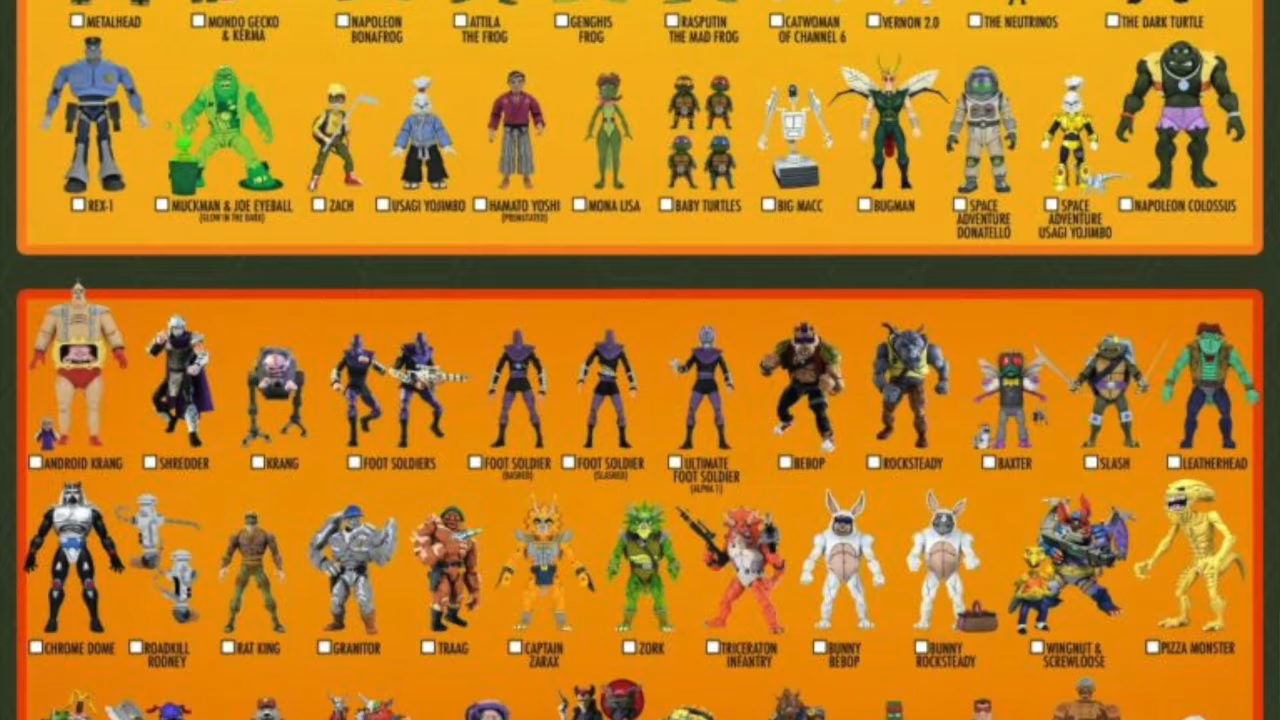 METALHEAD
MONDO GECKO
& KERMA
NAPOLEON
BONAFROG
ATTILA
THE FROG
GENGHIS
FROG
RASPUTIN
THE MAD FROG
CATWOMAN
OF CHANNEL 6
VERNON 2.0
THE NEUTRINOS
THE DARK TURTLE
REX-1
MUCKMAN & JOE EYEBALL
(GLOW IN THE DARK)
ZACH
USAGI YOJIMBO
HAMATO YOSHI
(PREMUTATED)
MONA LISA
BABY TURTLES
BIG MACC
BUGMAN
SPACE
ADVENTURE
DONATELLO
SPACE
ADVENTURE
USAGI YOJIMBO
NAPOLEON COLOSSUS
ANDROID KRANG
SHREDDER
KRANG
FOOT SOLDIERS
FOOT SOLDIER
(BASHED)
FOOT SOLDIER
(SLASHED)
ULTIMATE
FOOT SOLDIER
(ALPHA 1)
BEBOP
ROCKSTEADY
BAXTER
SLASH
LEATHERHEAD
CHROME DOME
ROADKILL
RODNEY
RAT KING
GRANITOR
TRAAG
CAPTAIN
ZARAX
ZORK
TRICERATON
INFANTRY
BUNNY
BEBOP
BUNNY
ROCKSTEADY
WINGNUT &
SCREWLOOSE
PIZZA MONSTER